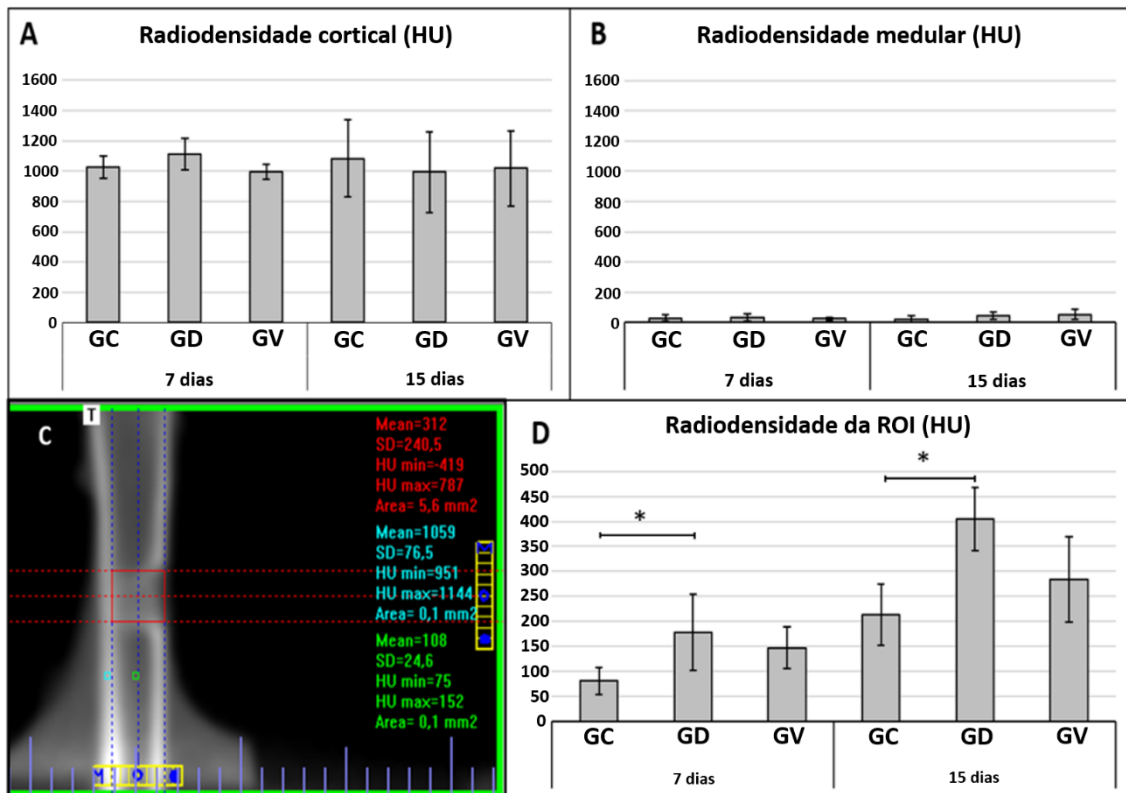 A
Radiodensidade cortical (HU)
1600
1400
1200
1000
800
600
400
200
0
GC GD GV GC GD GV
7 dias 15 dias
B
Radiodensidade medular (HU)
1600
1400
1200
1000
800
600
400
200
0
GC GD GV GC GD GV
7 dias 15 dias
C
T
Mean=312
SD=240,5
HU min=-419
HU max=787
Area= 5,6 mm2
Mean=1059
SD=76,5
HU min=951
HU max=1144
Area= 0,1 mm2
Mean=108
SD=24,6
HU min=75
HU max=152
Area= 0,1 mm2
D
Radiodensidade da ROI (HU)
500
450
400
350
300
250
200
150
100
50
0
*
*
GC GD GV GC GD GV
7 dias 15 dias